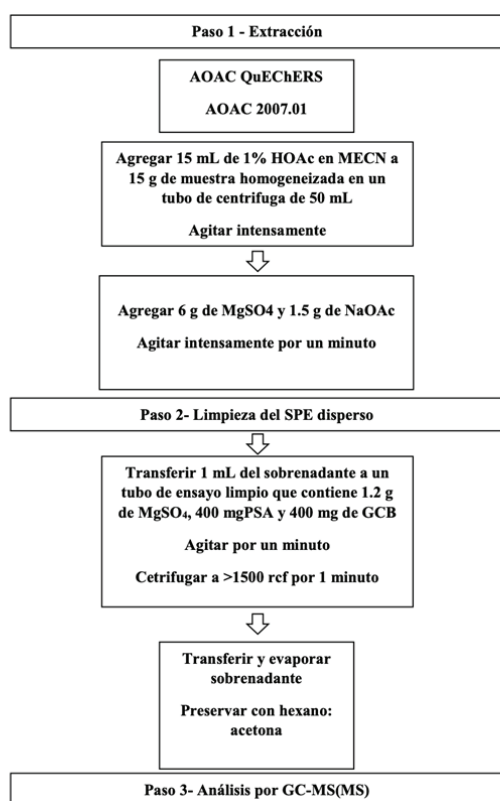 Paso 1 - Extracción
AOAC QuEChERS
AOAC 2007.01
Agregar 15 mL de 1% HOAc en MECN a
15 g de muestra homogeneizada en un
tubo de centrifuga de 50 mL
Agitar intensamente
Agregar 6 g de MgSO4 y 1.5 g de NaOAc
Agitar intensamente por un minuto
Paso 2- Limpieza del SPE disperso
Transferir 1 mL del sobrenadante a un
tubo de ensayo limpio que contiene 1.2 g
de MgSO₄, 400 mgPSA y 400 mg de GCB
Agitar por un minuto
Cetrifugar a >1500 rcf por 1 minuto
Transferir y evaporar
sobrenadante
Preservar con hexano:
acetona
Paso 3- Análisis por GC-MS(MS)